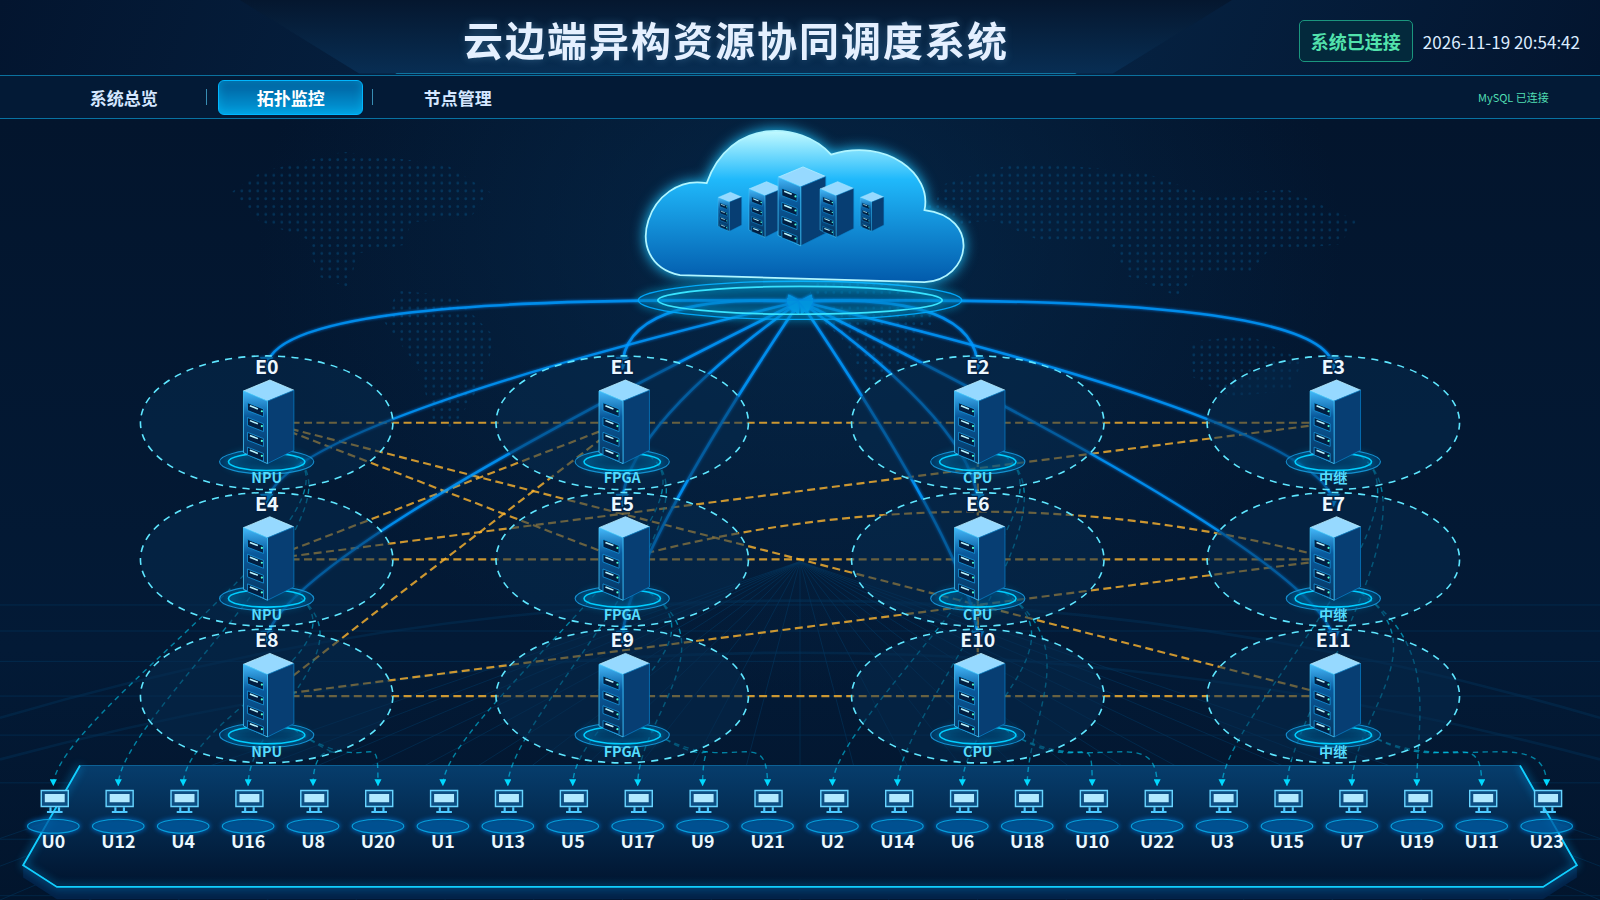 云边端异构资源协同调度系统
系统已连接
2026-11-19 20:54:42
系统总览
拓扑监控
节点管理
MySQL 已连接
E0
E1
E2
E3
NPU
FPGA
CPU
中继
E4
E5
E6
E7
NPU
FPGA
CPU
中继
E8
E9
E10
E11
NPU
FPGA
CPU
中继
U0
U12
U4
U16
U8
U20
U1
U13
U5
U17
U9
U21
U2
U14
U6
U18
U10
U22
U3
U15
U7
U19
U11
U23